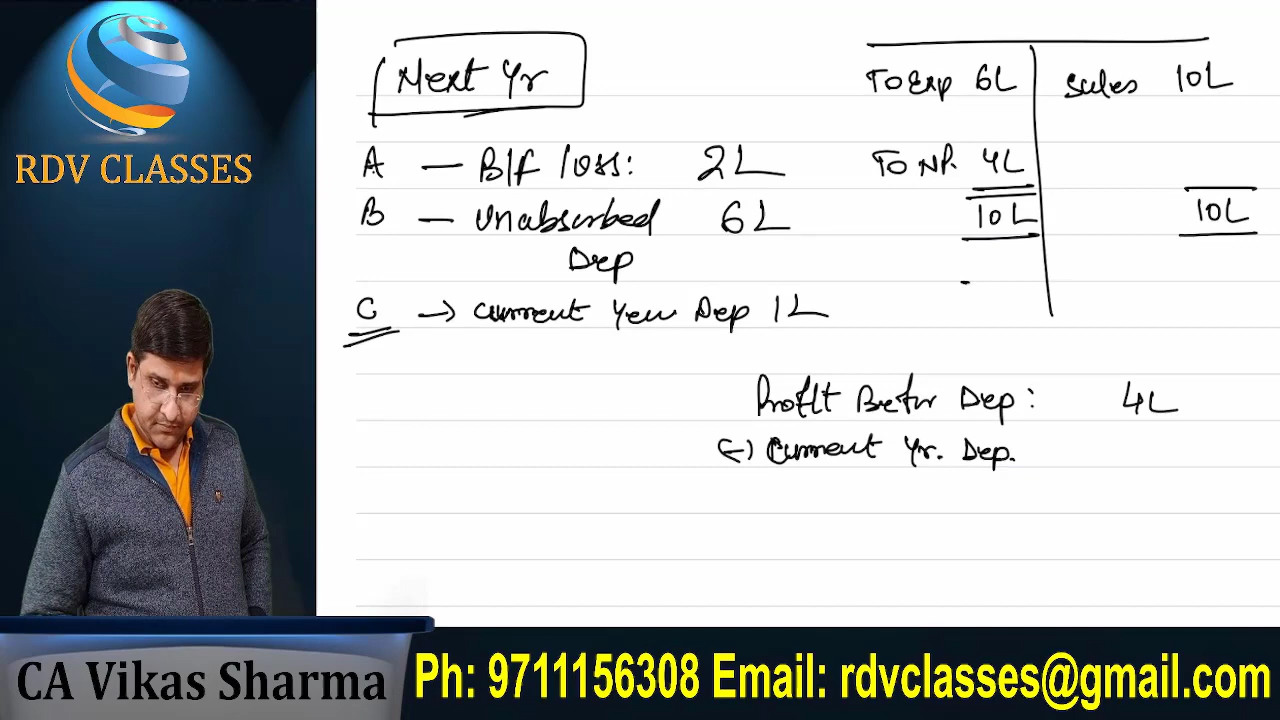 RDV CLASSES
Next Yr
A — B/f loss: 2L
B — Unabsorbed 6L
Dep
C → Current Year Dep 1L
To Exp 6L Sales 10L
To NP. 4L
10L 10L
Profit Before Dep: 4L
(-) Current Yr. Dep.
CA Vikas Sharma
Ph: 9711156308 Email: rdvclasses@gmail.com